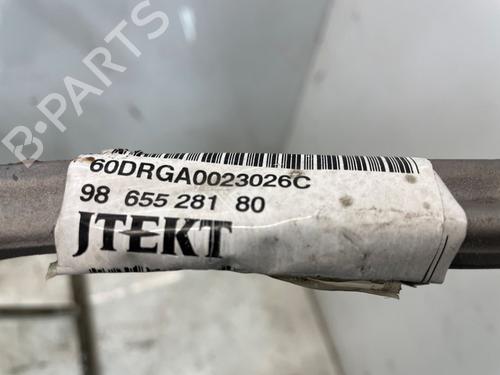 B-PARTS
60DRGA0023026C
98 655 281 80
JTEKT